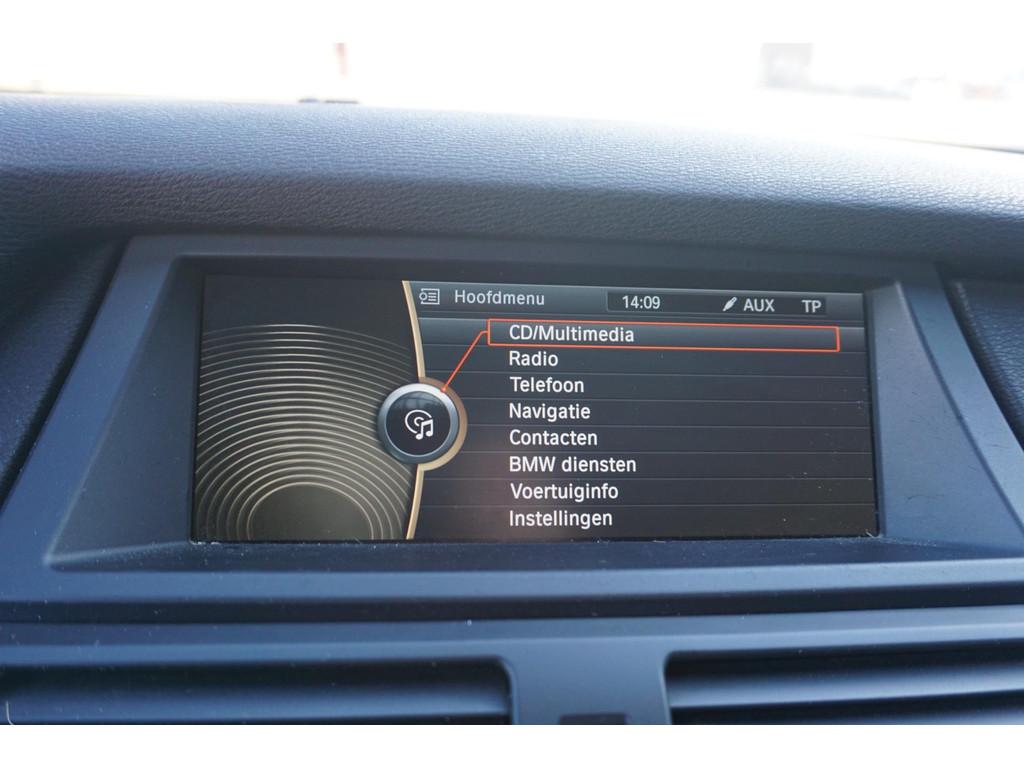 Hoofdmenu 14:09 AUX TP
CD/Multimedia
Radio
Telefoon
Navigatie
Contacten
BMW diensten
Voertuiginfo
Instellingen